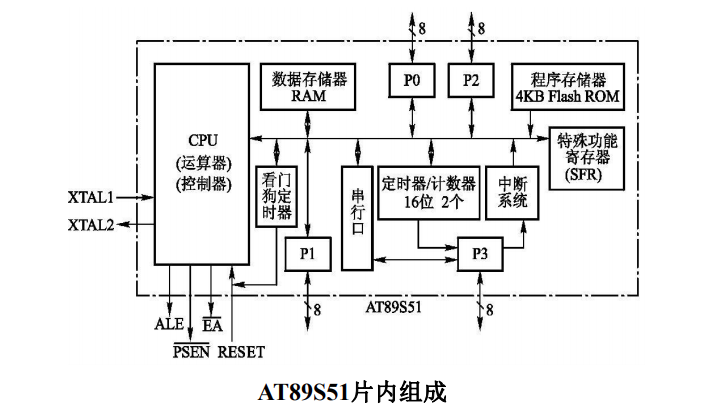 8
8
数据存储器
RAM
P0
P2
程序存储器
4KB Flash ROM
CPU
(运算器)
(控制器)
特殊功能
寄存器
(SFR)
看门
狗定
时器
串
行
口
定时器/计数器
16位 2个
中断
系统
XTAL1
XTAL2
P1
P3
8
8
AT89S51
ALE
EA
PSEN
RESET
AT89S51片内组成